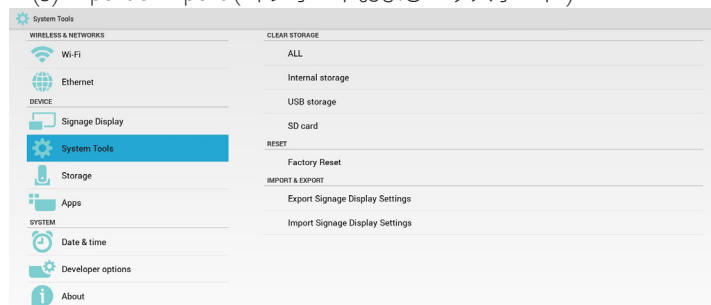 System Tools
WIRELESS & NETWORKS
Wi-Fi
Ethernet
DEVICE
Signage Display
System Tools
Storage
Apps
SYSTEM
Date & time
Developer options
About
CLEAR STORAGE
ALL
Internal storage
USB storage
SD card
RESET
Factory Reset
IMPORT & EXPORT
Export Signage Display Settings
Import Signage Display Settings